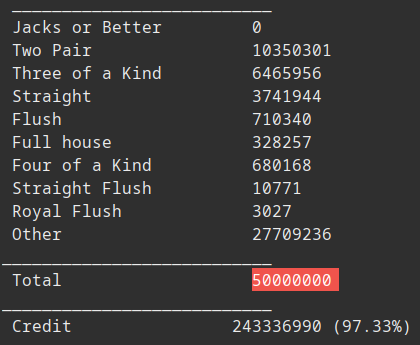 Jacks or Better 0
Two Pair 10350301
Three of a Kind 6465956
Straight 3741944
Flush 710340
Full house 328257
Four of a Kind 680168
Straight Flush 10771
Royal Flush 3027
Other 27709236
Total 50000000
Credit 243336990 (97.33%)